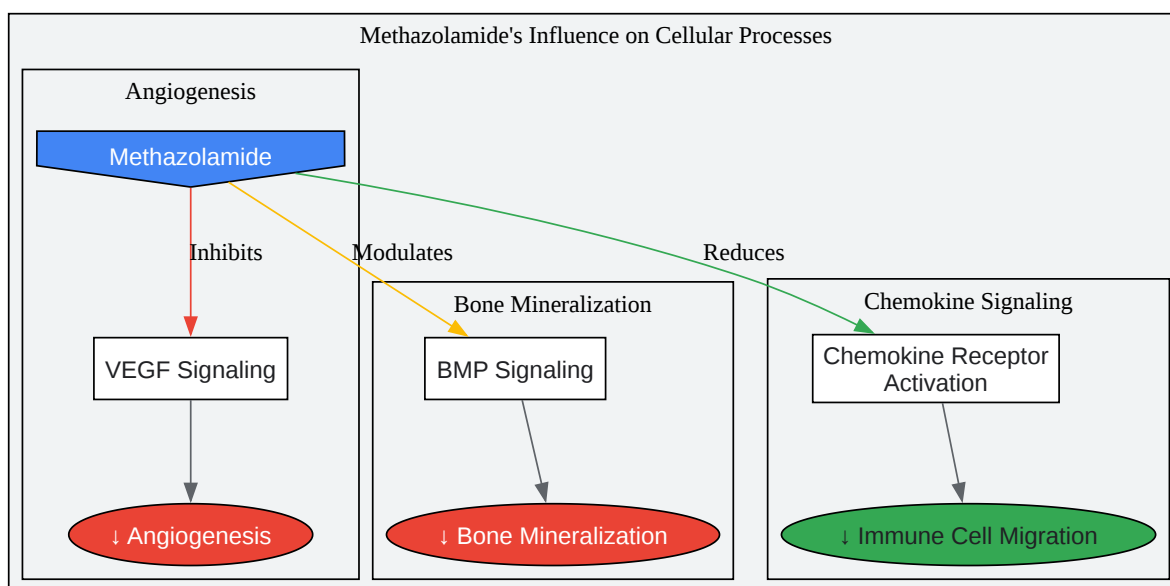 Methazolamide's Influence on Cellular Processes
Angiogenesis
Methazolamide
Inhibits
Modulates
Reduces
Bone Mineralization
Chemokine Signaling
VEGF Signaling
BMP Signaling
Chemokine Receptor
Activation
↓ Angiogenesis
↓ Bone Mineralization
↓ Immune Cell Migration